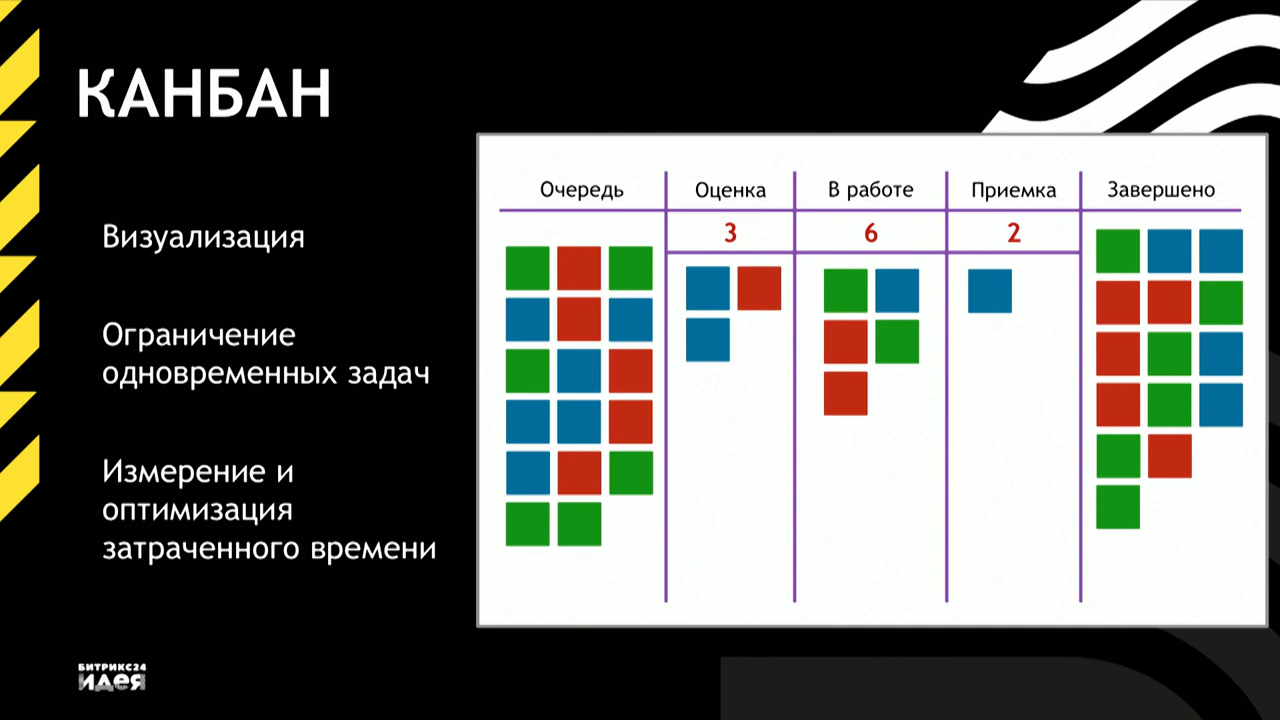 КАНБАН
Визуализация
Ограничение
одновременных задач
Измерение и
оптимизация
затраченного времени
Очередь
Оценка
В работе
Приемка
Завершено
3
6
2
БИТРИКС24
идея